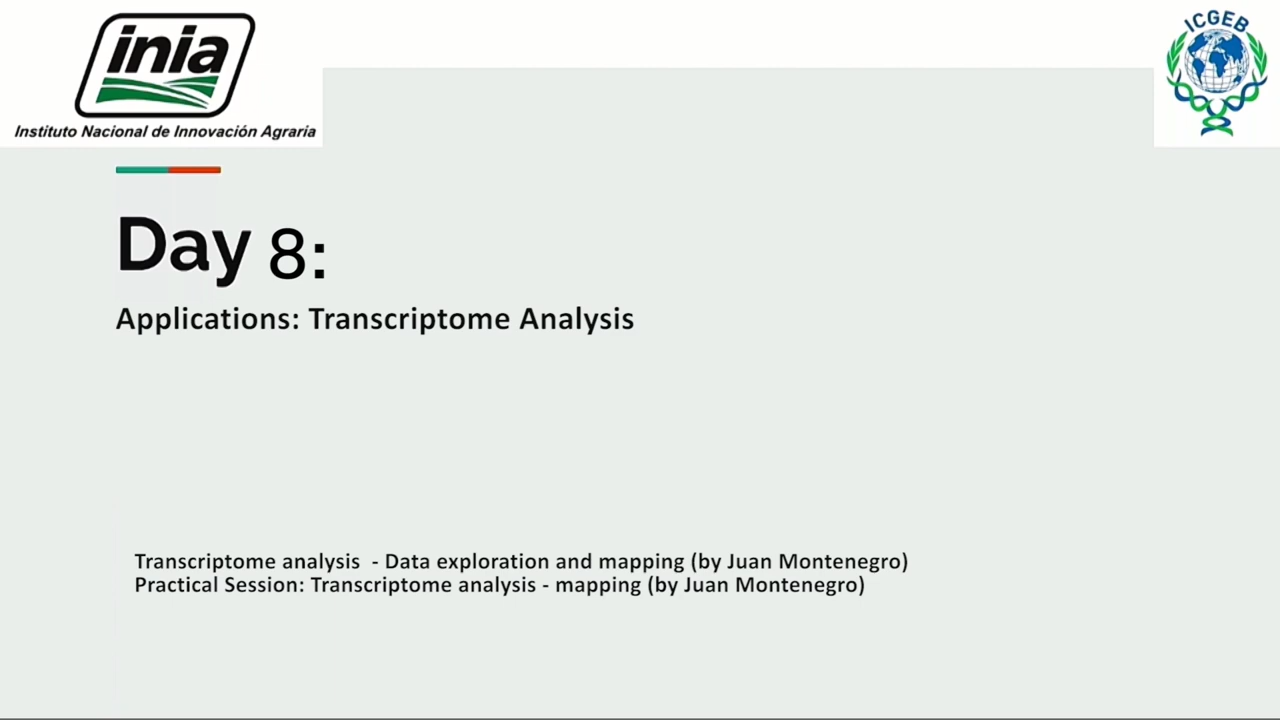 inia
ICGEB
Instituto Nacional de Innovación Agraria
Day 8:
Applications: Transcriptome Analysis
Transcriptome analysis - Data exploration and mapping (by Juan Montenegro)
Practical Session: Transcriptome analysis - mapping (by Juan Montenegro)